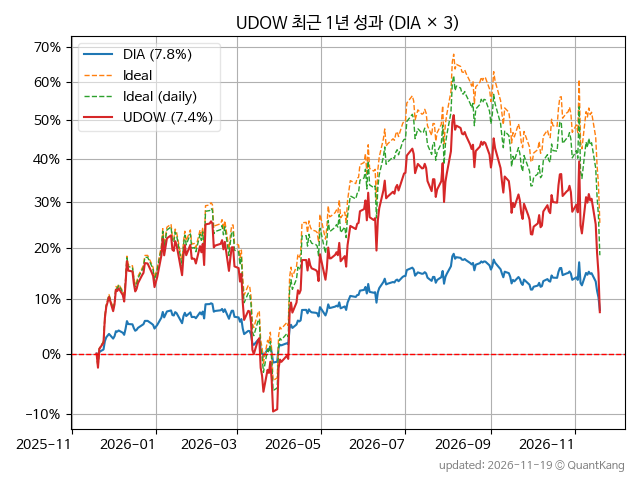 UDOW 최근 1년 성과 (DIA × 3)
70%
60%
50%
40%
30%
20%
10%
0%
−10%
DIA (7.8%)
Ideal
Ideal (daily)
UDOW (7.4%)
2025-11
2026-01
2026-03
2026-05
2026-07
2026-09
2026-11
updated: 2026-11-19 © QuantKang